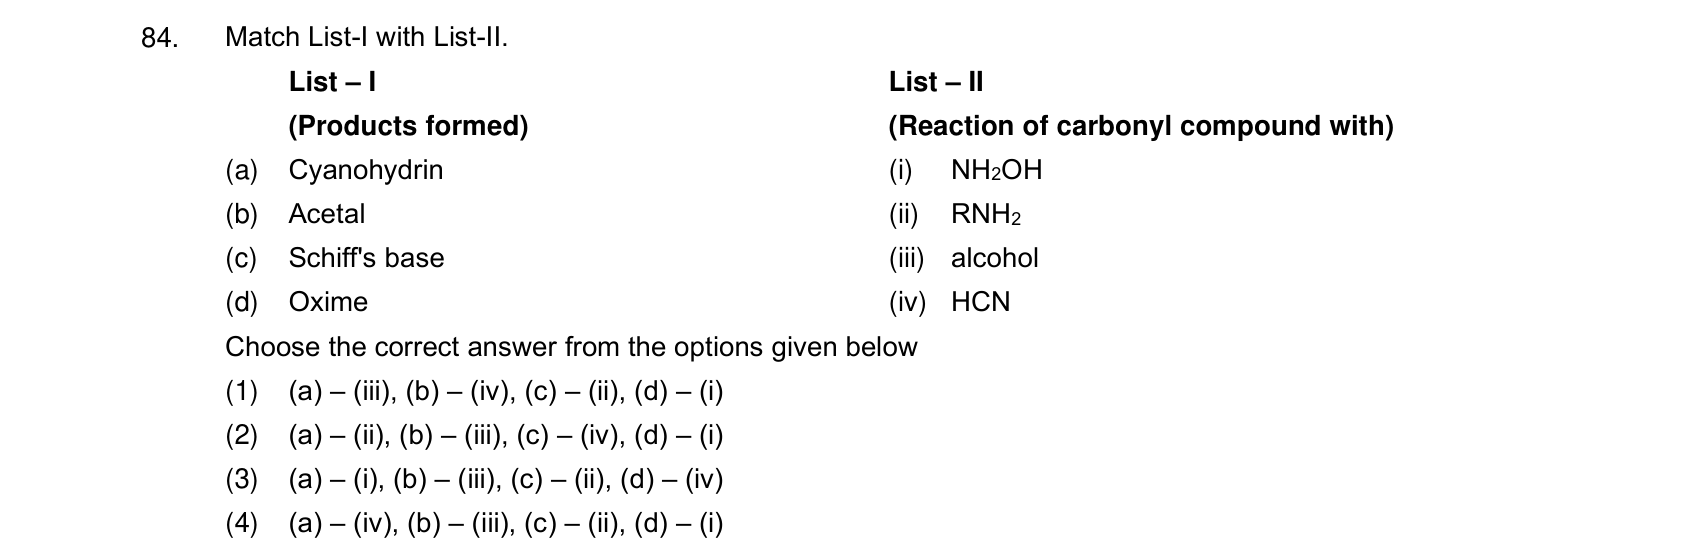 84. Match List-I with List-II.
List – I List – II
(Products formed) (Reaction of carbonyl compound with)
(a) Cyanohydrin (i) NH₂OH
(b) Acetal (ii) RNH₂
(c) Schiff's base (iii) alcohol
(d) Oxime (iv) HCN
Choose the correct answer from the options given below
(1) (a) – (iii), (b) – (iv), (c) – (ii), (d) – (i)
(2) (a) – (ii), (b) – (iii), (c) – (iv), (d) – (i)
(3) (a) – (i), (b) – (iii), (c) – (ii), (d) – (iv)
(4) (a) – (iv), (b) – (iii), (c) – (ii), (d) – (i)